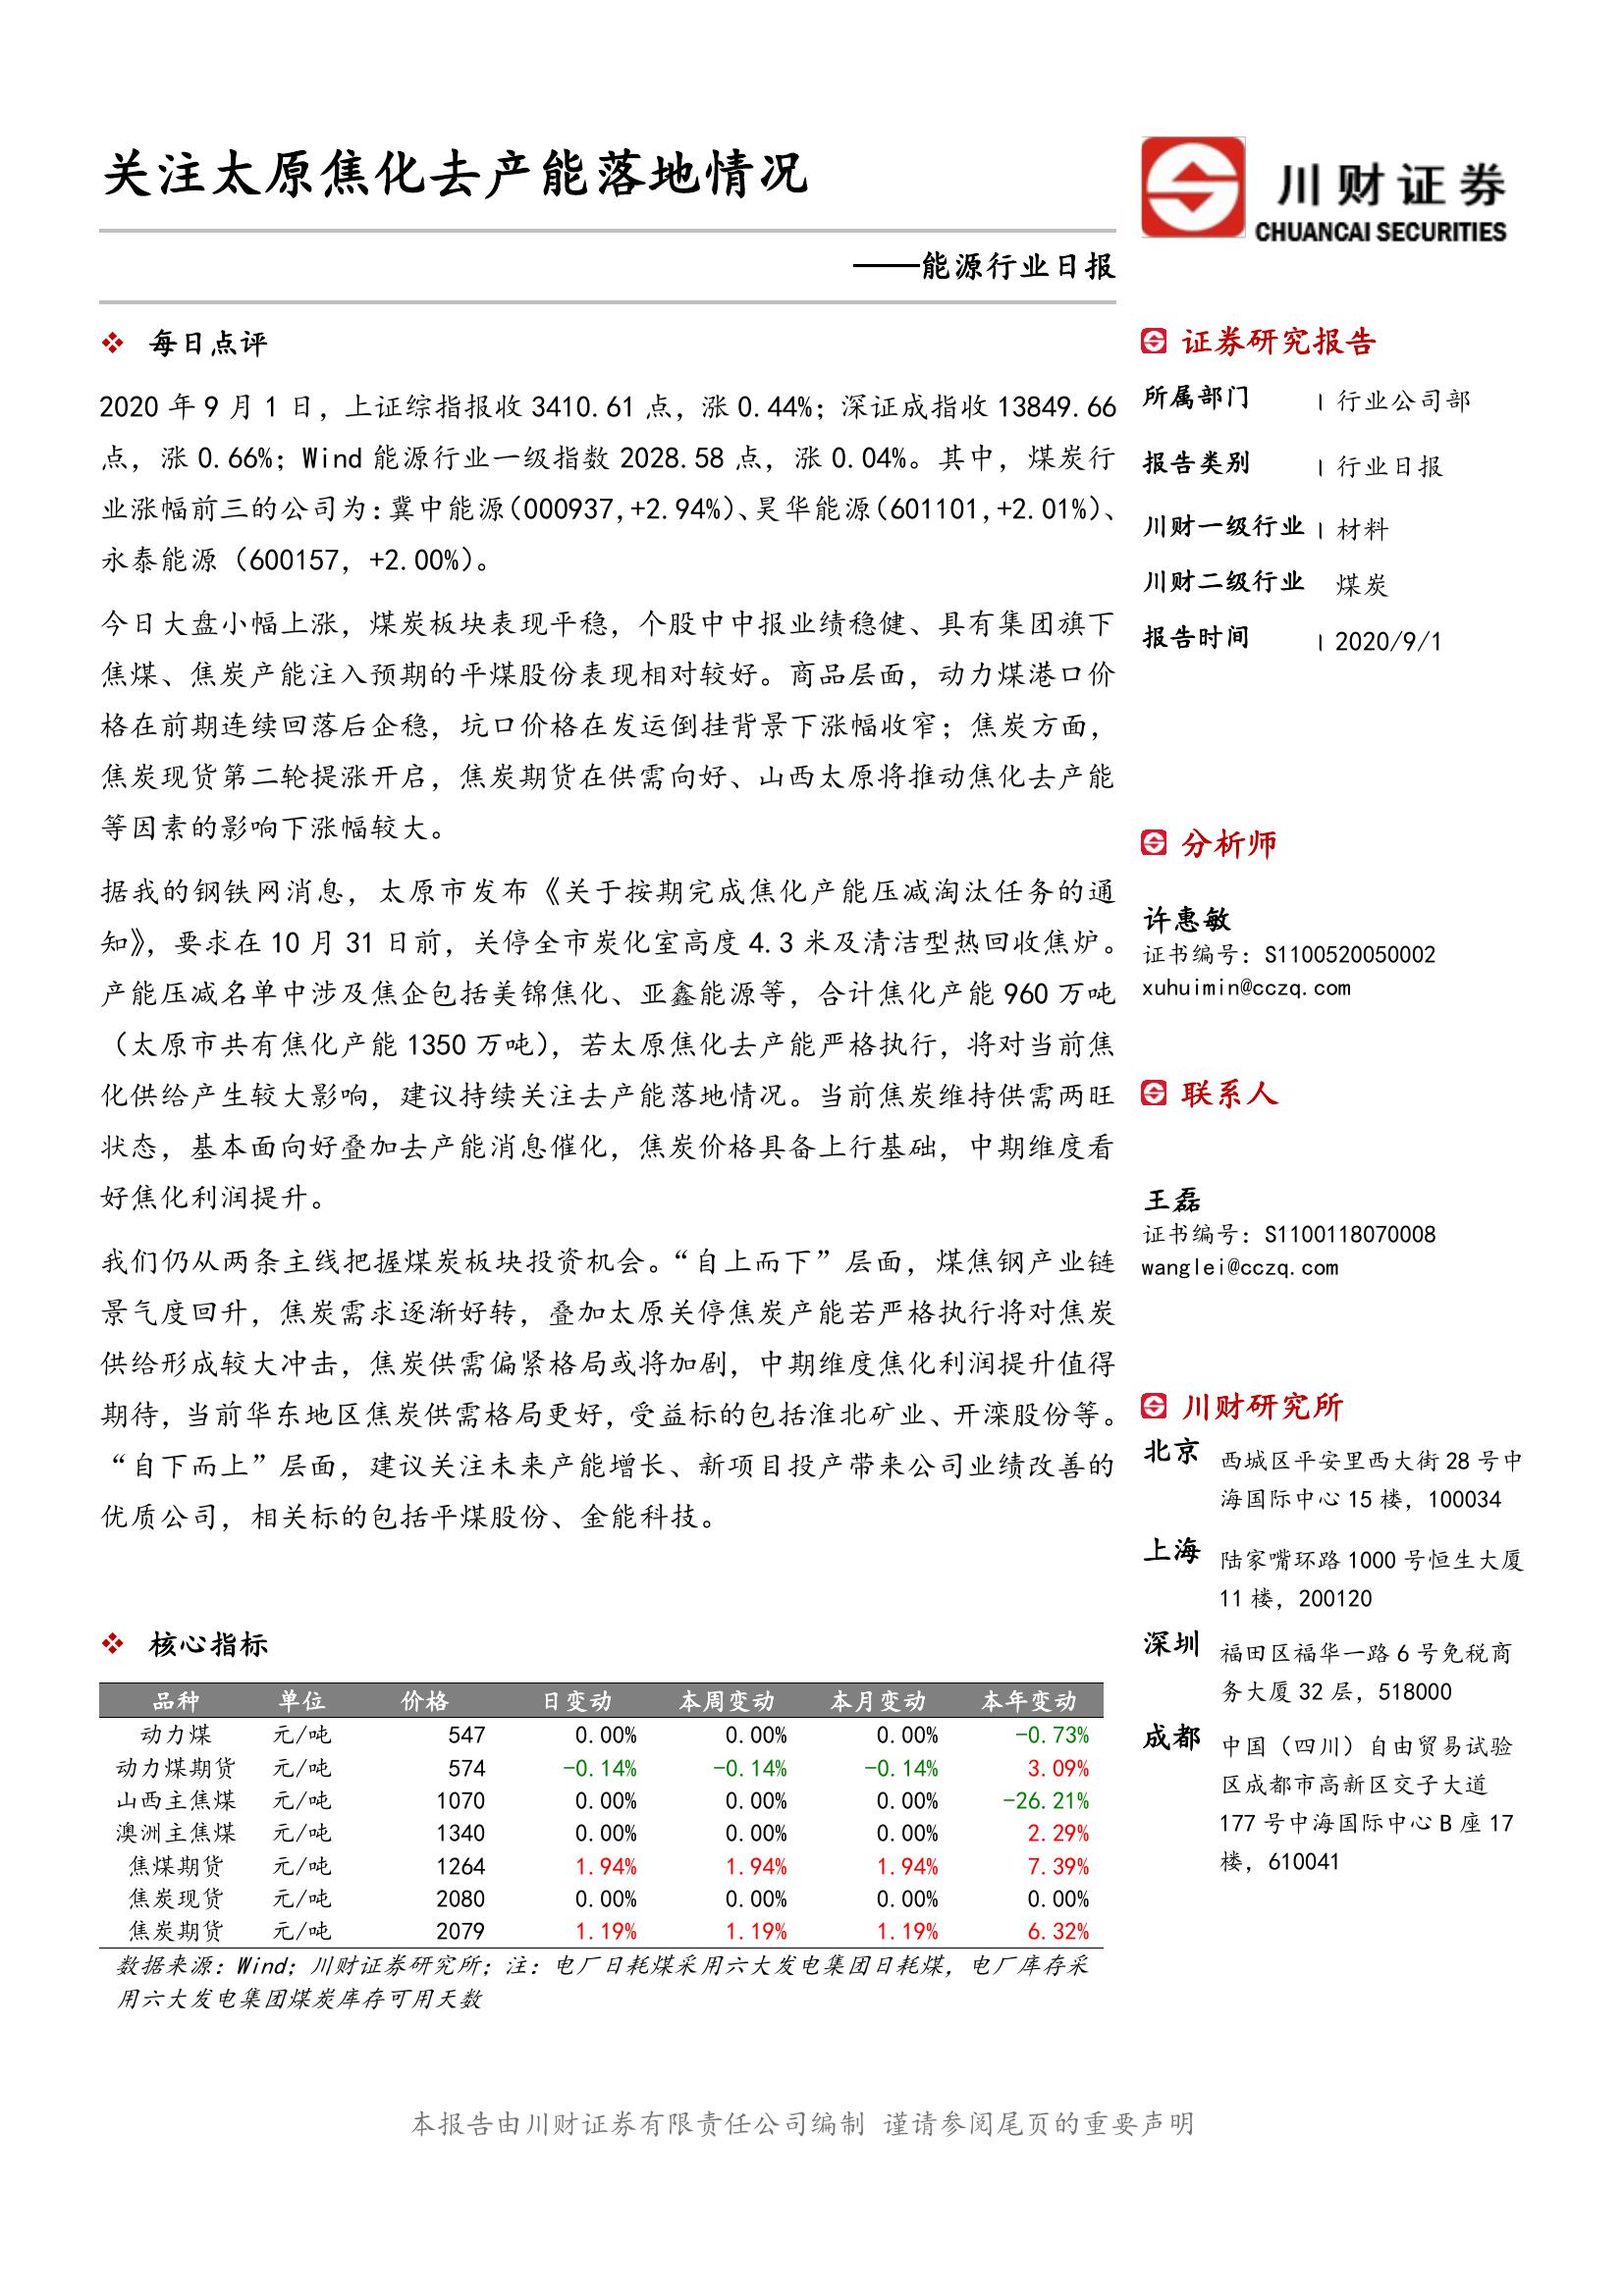 关注太原焦化去产能落地情况
川财证券
CHUANCAI SECURITIES
——能源行业日报
每日点评
2020 年 9 月 1 日，上证综指报收 3410.61 点，涨 0.44%；深证成指收 13849.66
点，涨 0.66%；Wind 能源行业一级指数 2028.58 点，涨 0.04%。其中，煤炭行
业涨幅前三的公司为：冀中能源（000937,+2.94%）、昊华能源（601101,+2.01%）、
永泰能源（600157，+2.00%）。
今日大盘小幅上涨，煤炭板块表现平稳，个股中中报业绩稳健、具有集团旗下
焦煤、焦炭产能注入预期的平煤股份表现相对较好。商品层面，动力煤港口价
格在前期连续回落后企稳，坑口价格在发运倒挂背景下涨幅收窄；焦炭方面，
焦炭现货第二轮提涨开启，焦炭期货在供需向好、山西太原将推动焦化去产能
等因素的影响下涨幅较大。
据我的钢铁网消息，太原市发布《关于按期完成焦化产能压减淘汰任务的通
知》，要求在 10 月 31 日前，关停全市炭化室高度 4.3 米及清洁型热回收焦炉。
产能压减名单中涉及焦企包括美锦焦化、亚鑫能源等，合计焦化产能 960 万吨
（太原市共有焦化产能 1350 万吨），若太原焦化去产能严格执行，将对当前焦
化供给产生较大影响，建议持续关注去产能落地情况。当前焦炭维持供需两旺
状态，基本面向好叠加去产能消息催化，焦炭价格具备上行基础，中期维度看
好焦化利润提升。
我们仍从两条主线把握煤炭板块投资机会。“自上而下”层面，煤焦钢产业链
景气度回升，焦炭需求逐渐好转，叠加太原关停焦炭产能若严格执行将对焦炭
供给形成较大冲击，焦炭供需偏紧格局或将加剧，中期维度焦化利润提升值得
期待，当前华东地区焦炭供需格局更好，受益标的包括淮北矿业、开滦股份等。
“自下而上”层面，建议关注未来产能增长、新项目投产带来公司业绩改善的
优质公司，相关标的包括平煤股份、金能科技。
核心指标
品种 单位 价格 日变动 本周变动 本月变动 本年变动
动力煤 元/吨 547 0.00% 0.00% 0.00% -0.73%
动力煤期货 元/吨 574 -0.14% -0.14% -0.14% 3.09%
山西主焦煤 元/吨 1070 0.00% 0.00% 0.00% -26.21%
澳洲主焦煤 元/吨 1340 0.00% 0.00% 0.00% 2.29%
焦煤期货 元/吨 1264 1.94% 1.94% 1.94% 7.39%
焦炭现货 元/吨 2080 0.00% 0.00% 0.00% 0.00%
焦炭期货 元/吨 2079 1.19% 1.19% 1.19% 6.32%
数据来源：Wind；川财证券研究所；注：电厂日耗煤采用六大发电集团日耗煤，电厂库存采
用六大发电集团煤炭库存可用天数
证券研究报告
所属部门 | 行业公司部
报告类别 | 行业日报
川财一级行业 | 材料
川财二级行业 煤炭
报告时间 | 2020/9/1
分析师
许惠敏
证书编号：S1100520050002
xuhuimin@cczq.com
联系人
王磊
证书编号：S1100118070008
wanglei@cczq.com
川财研究所
北京 西城区平安里西大街 28 号中
海国际中心 15 楼，100034
上海 陆家嘴环路 1000 号恒生大厦
11 楼，200120
深圳 福田区福华一路 6 号免税商
务大厦 32 层，518000
成都 中国（四川）自由贸易试验
区成都市高新区交子大道
177 号中海国际中心 B 座 17
楼，610041
本报告由川财证券有限责任公司编制 谨请参阅尾页的重要声明